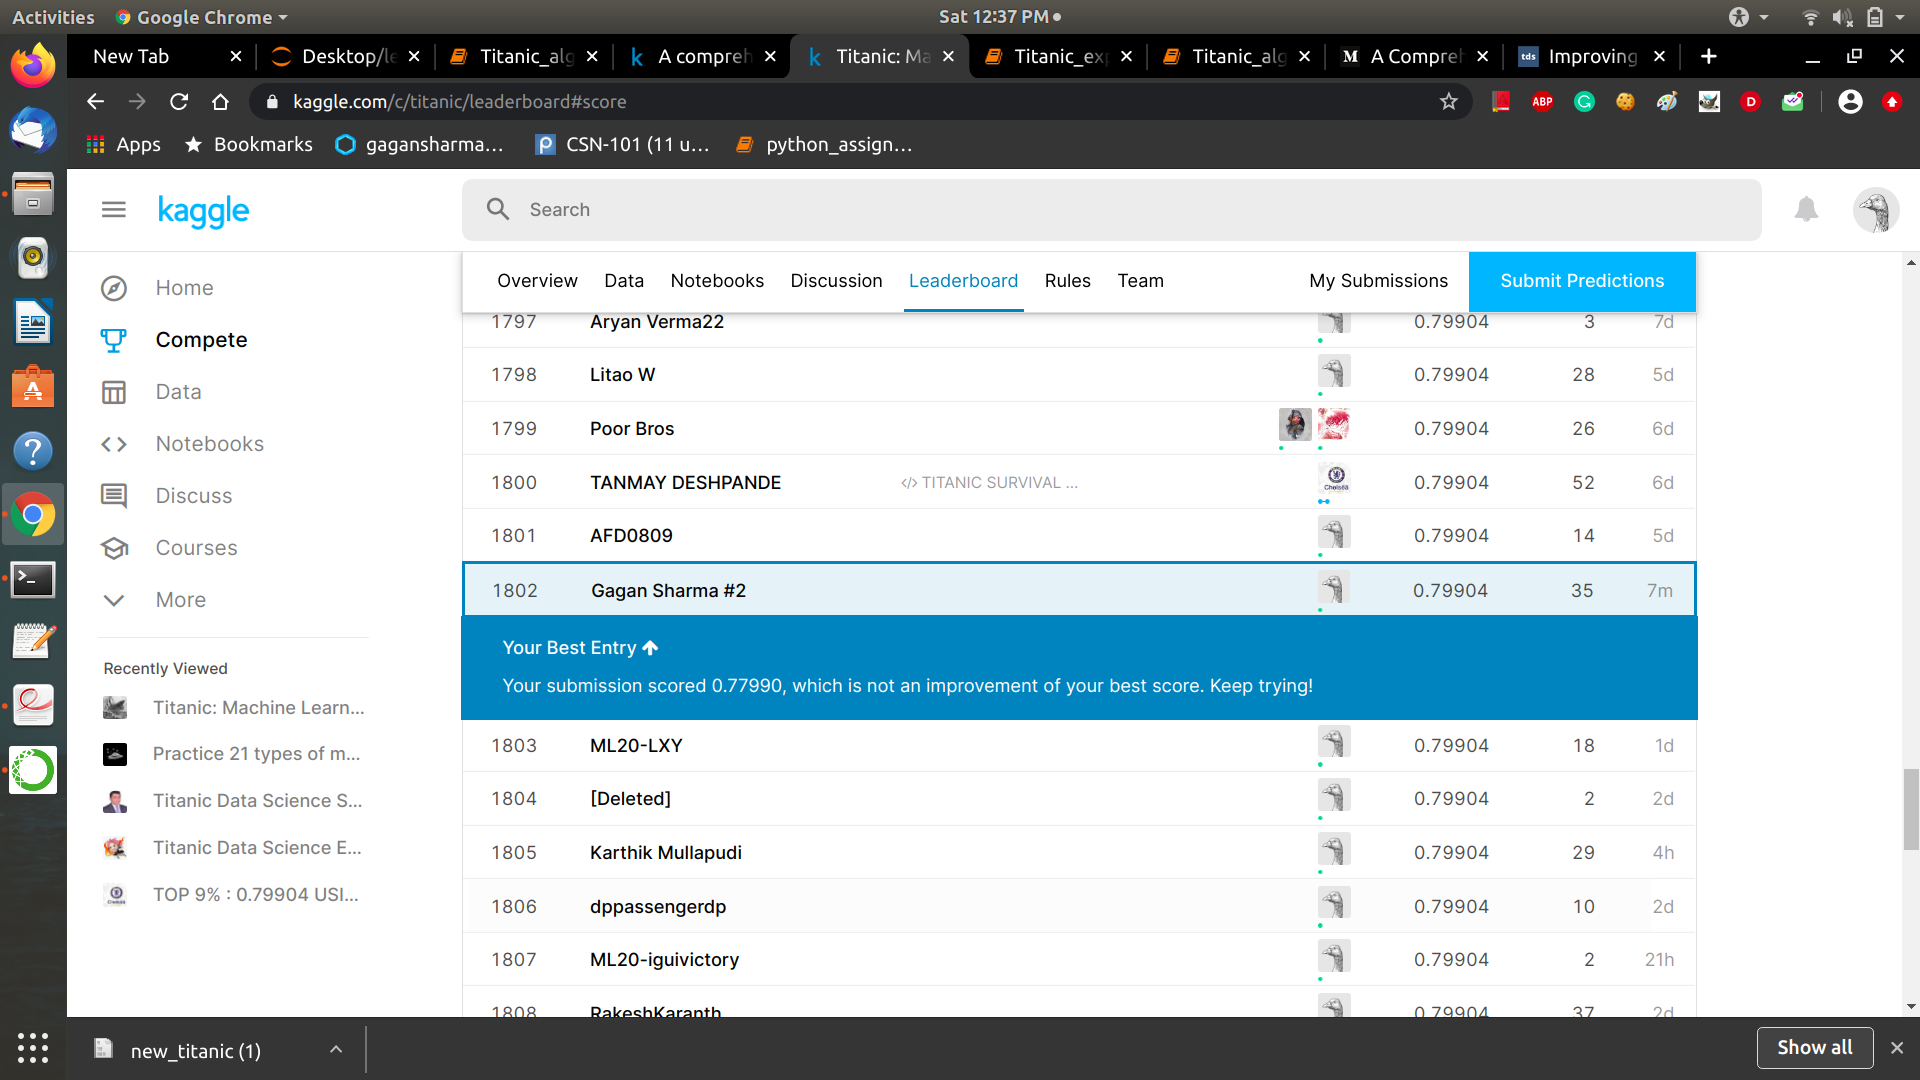 Activities Google Chrome Sat 12:37 PM
New Tab Desktop/le Titanic_alg A compreh Titanic: Ma Titanic_exp Titanic_alg M A Compreh tds Improving
kaggle.com/c/titanic/leaderboard#score ABP D
Apps Bookmarks gagansharma... CSN-101 (11 u... python_assign...
kaggle Search
Overview Data Notebooks Discussion Leaderboard Rules Team My Submissions Submit Predictions
Home
Compete
Data
Notebooks
Discuss
Courses
More
Recently Viewed
Titanic: Machine Learn...
Practice 21 types of m...
Titanic Data Science S...
Titanic Data Science E...
TOP 9% : 0.79904 USI...
1797 Aryan Verma22 0.79904 3 7d
1798 Litao W 0.79904 28 5d
1799 Poor Bros 0.79904 26 6d
1800 TANMAY DESHPANDE </> TITANIC SURVIVAL ... Chelsea 0.79904 52 6d
1801 AFD0809 0.79904 14 5d
1802 Gagan Sharma #2 0.79904 35 7m
Your Best Entry
Your submission scored 0.77990, which is not an improvement of your best score. Keep trying!
1803 ML20-LXY 0.79904 18 1d
1804 [Deleted] 0.79904 2 2d
1805 Karthik Mullapudi 0.79904 29 4h
1806 dppassengerdp 0.79904 10 2d
1807 ML20-iguivictory 0.79904 2 21h
1808 RakeshKaranth 0.79904 37 2d
new_titanic (1) Show all